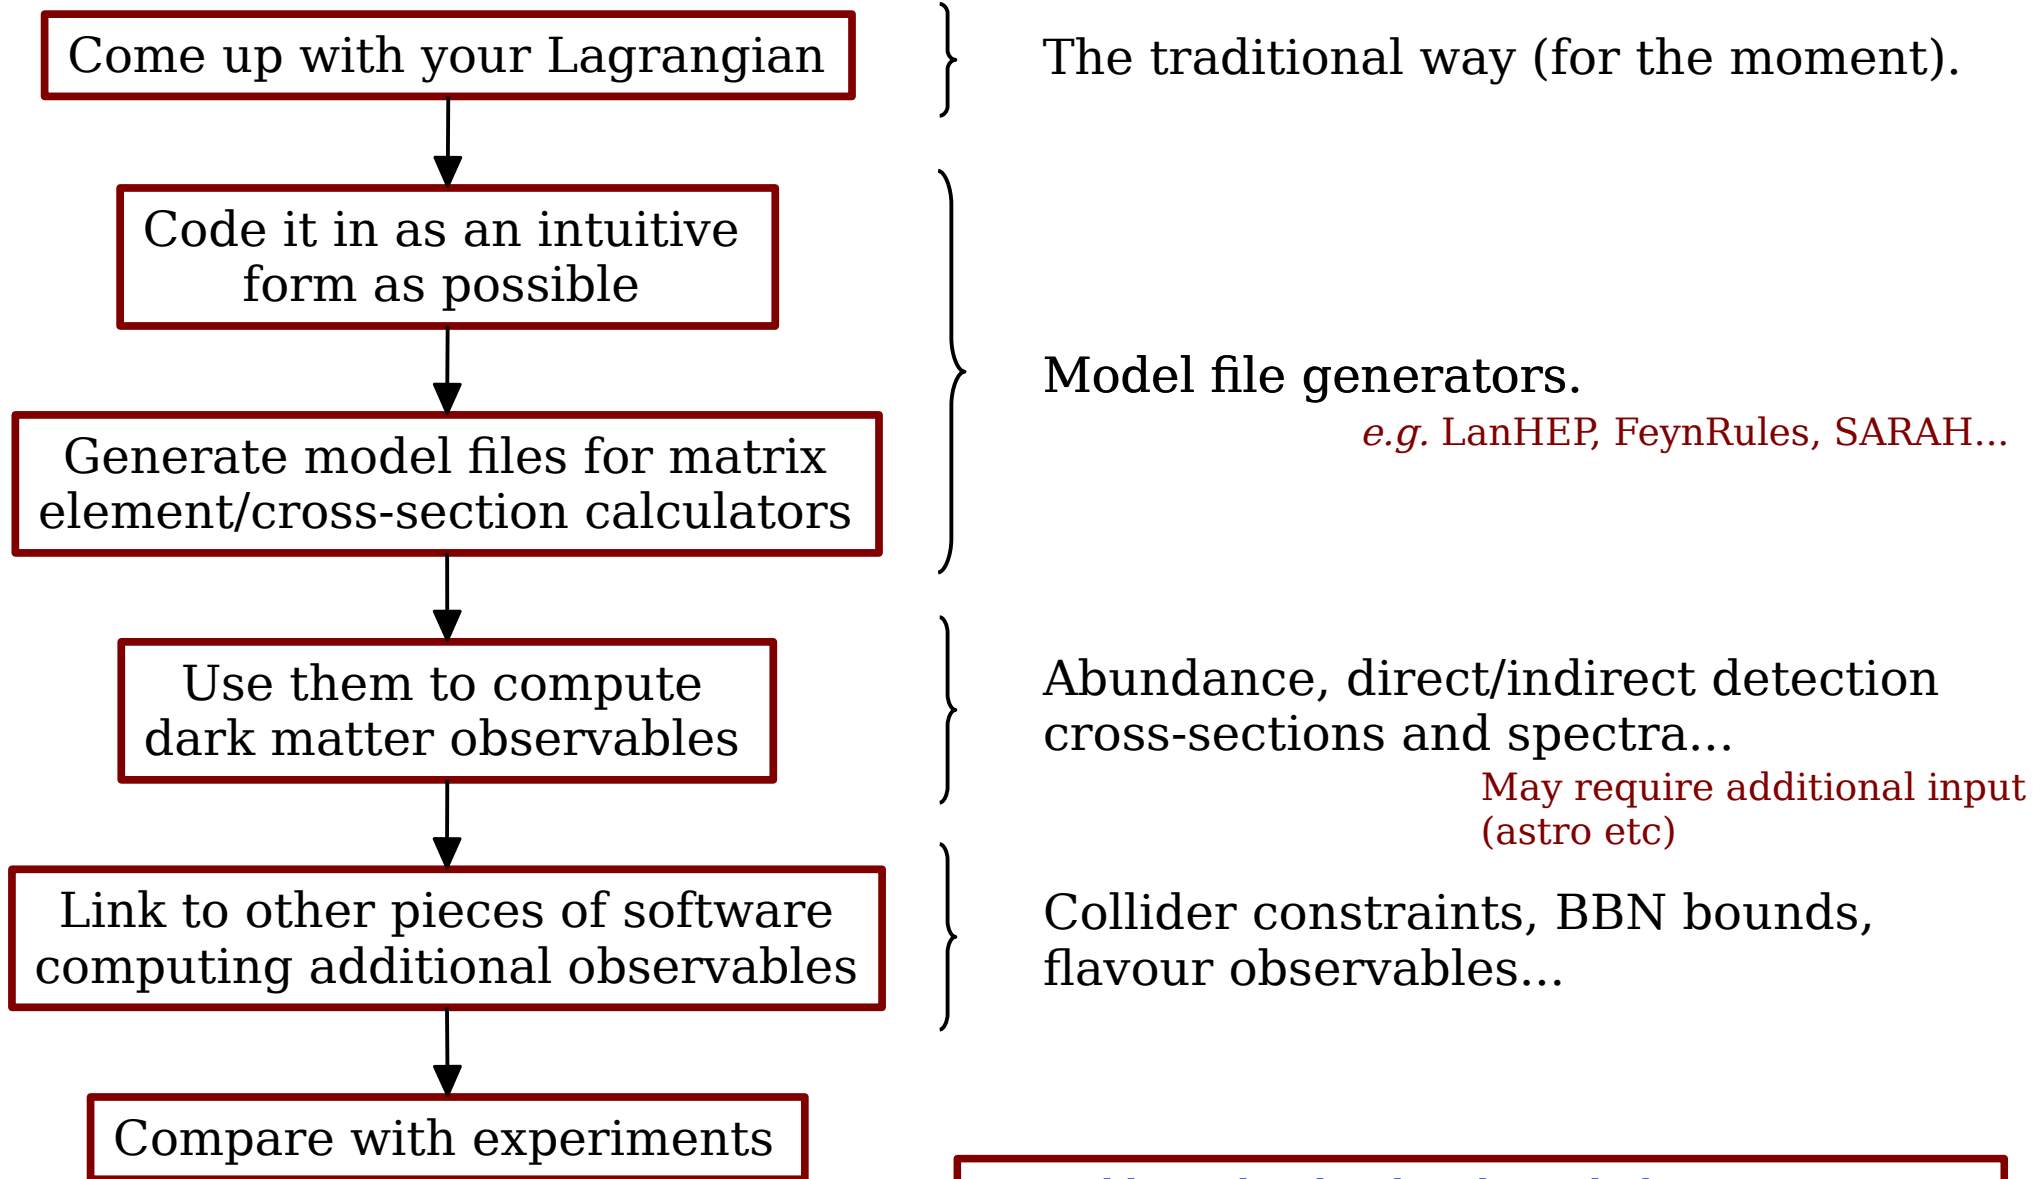 Come up with your Lagrangian
The traditional way (for the moment).
Code it in as an intuitive
form as possible
Model file generators.
e.g. LanHEP, FeynRules, SARAH...
Generate model files for matrix
element/cross-section calculators
Use them to compute
dark matter observables
Abundance, direct/indirect detection
cross-sections and spectra...
May require additional input
(astro etc)
Link to other pieces of software
computing additional observables
Collider constraints, BBN bounds,
flavour observables...
Compare with experiments